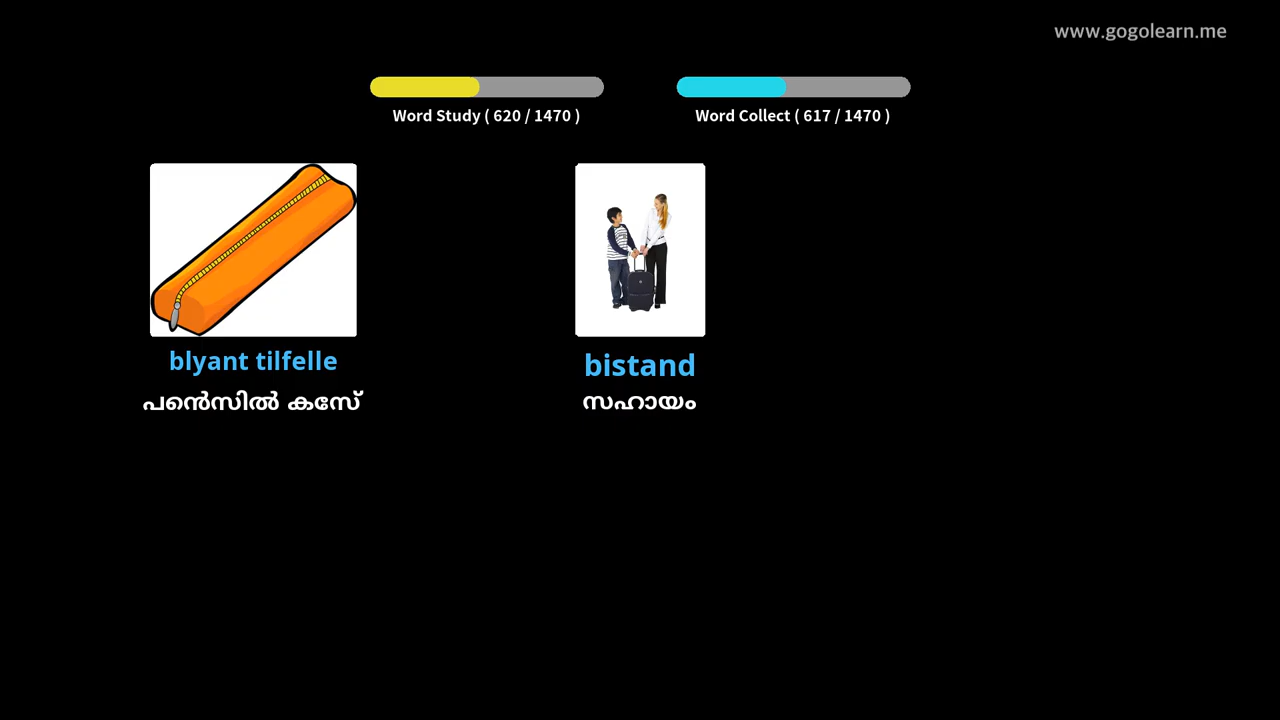 www.gogolearn.me
Word Study ( 620 / 1470 )
Word Collect ( 617 / 1470 )
blyant tilfelle
പെൻസിൽ കേസ്
bistand
സഹായം